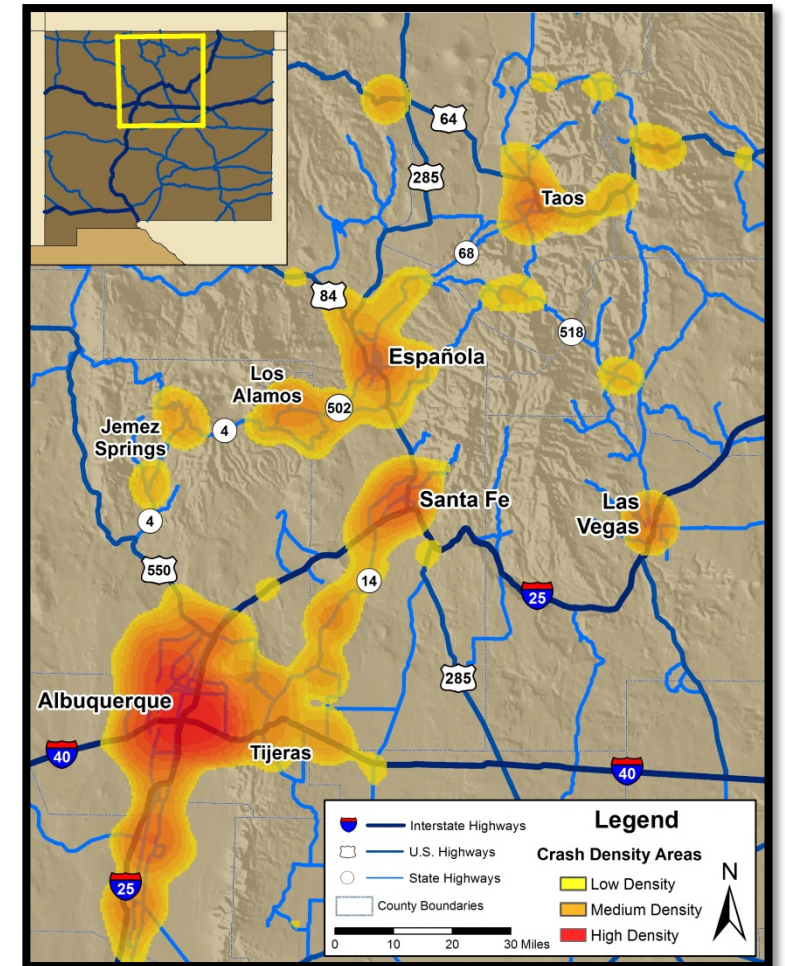 64
285
Taos
68
84
518
Española
Los
Alamos
502
Jemez
Springs
4
Santa Fe
Las
Vegas
4
550
14
25
Albuquerque
285
Tijeras
40
40
25
Legend
Interstate Highways
U.S. Highways
State Highways
County Boundaries
0 10 20 30 Miles
Crash Density Areas
Low Density
Medium Density
High Density
N